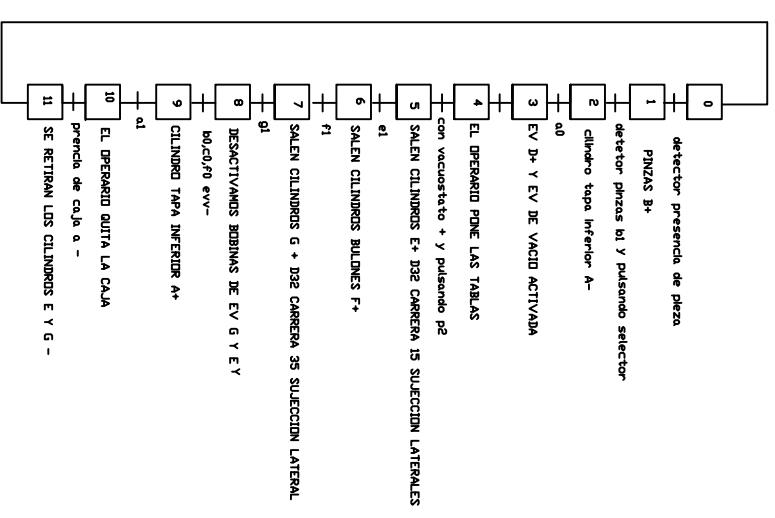 0
detector presencia de pieza
1
PINZAS B+
detetor pinzas b1 y pulsando selector
2
cilindro tapa inferior A-
a0
3
EV D+ Y EV DE VACIO ACTIVADA
4
EL OPERARIO PONE LAS TABLAS
con vacuostato + y pulsando p2
5
SALEN CILINDROS E+ D32 CARRERA 15 SUJECCION LATERALES
e1
6
SALEN CILINDROS BULONES F+
f1
7
SALEN CILINDROS G + D32 CARRERA 35 SUJECCION LATERAL
g1
8
DESACTIVAMOS BOBINAS DE EV G Y E Y
b0,c0,f0 evv-
9
CILINDRO TAPA INFERIOR A+
a1
10
EL OPERARIO QUITA LA CAJA
prencia de caja a -
11
SE RETIRAN LOS CILINDROS E Y G -